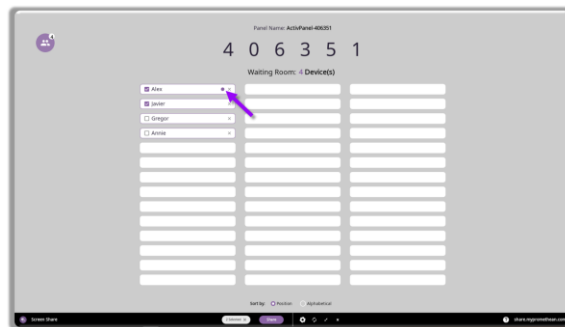 Panel Name: ActivPanel-406351
4 0 6 3 5 1
Waiting Room: 4 Device(s)
Alex
Javier
Gregor
Annie
Sort by: Position Alphabetical
Screen Share
Share
share.mypromethean.com